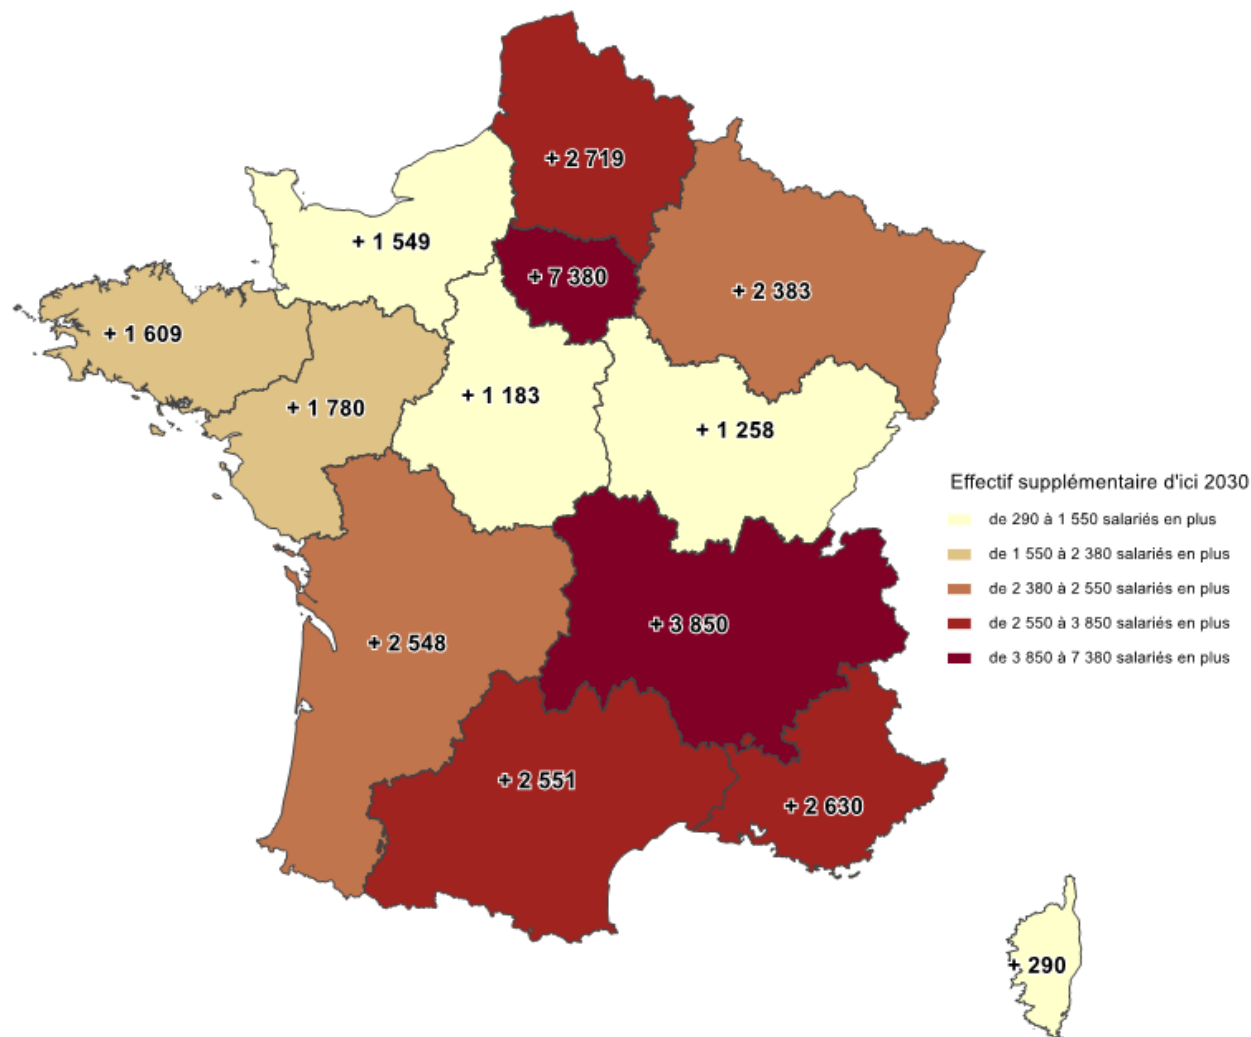 + 2 719
+ 1 549
+ 7 380
+ 2 383
+ 1 609
+ 1 780
+ 1 183
+ 1 258
Effectif supplémentaire d'ici 2030
de 290 à 1 550 salariés en plus
de 1 550 à 2 380 salariés en plus
de 2 380 à 2 550 salariés en plus
de 2 550 à 3 850 salariés en plus
de 3 850 à 7 380 salariés en plus
+ 3 850
+ 2 548
+ 2 551
+ 2 630
+ 290